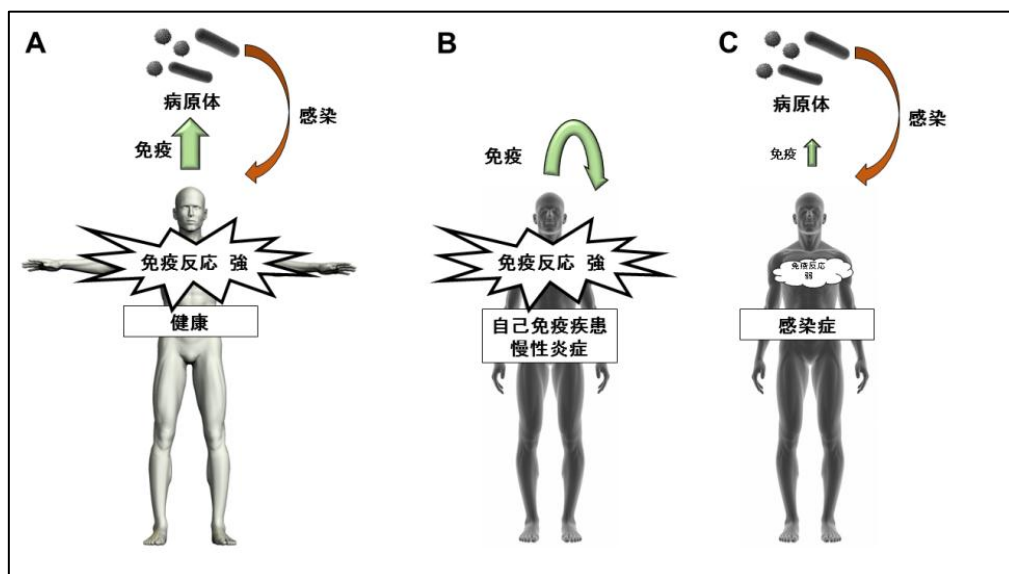 A
病原体
感染
免疫
免疫反応 強
健康
B
免疫
免疫反応 強
自己免疫疾患
慢性炎症
C
病原体
感染
免疫
免疫反応
弱
感染症